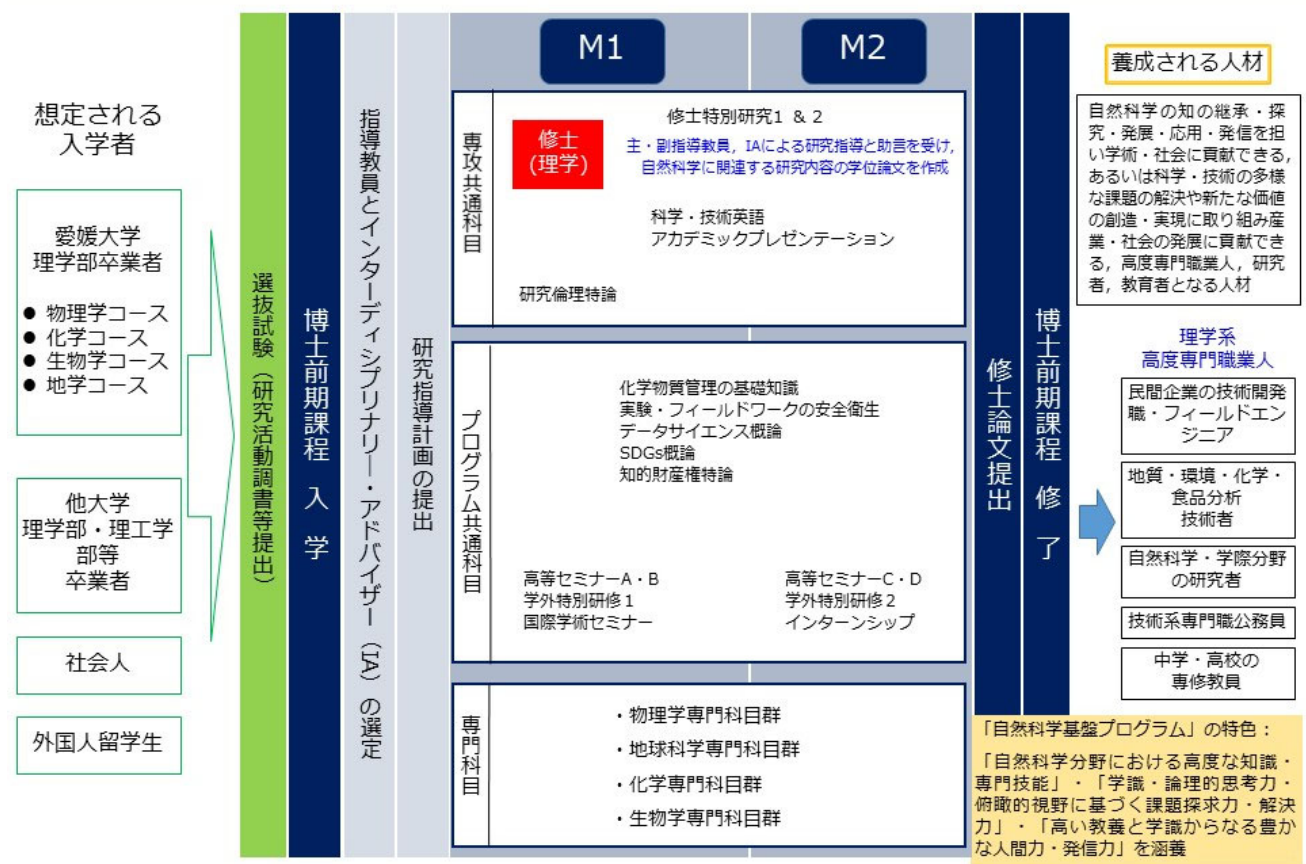 想定される
入学者
愛媛大学
理学部卒業者
● 物理学コース
● 化学コース
● 生物学コース
● 地学コース
他大学
理学部・理工学
部等
卒業者
社会人
外国人留学生
選抜試験（研究活動調書等提出）
博士前期課程　入　学
指導教員とインターディシプリナリー・アドバイザー（IA）の選定
研究指導計画の提出
M1
M2
専攻共通科目
修士
(理学)
修士特別研究1 & 2
主・副指導教員，IAによる研究指導と助言を受け，
自然科学に関連する研究内容の学位論文を作成
科学・技術英語
アカデミックプレゼンテーション
研究倫理特論
プログラム共通科目
化学物質管理の基礎知識
実験・フィールドワークの安全衛生
データサイエンス概論
SDGs概論
知的財産権特論
高等セミナーA・B
学外特別研修１
国際学術セミナー
高等セミナーC・D
学外特別研修２
インターンシップ
専門科目
・物理学専門科目群
・地球科学専門科目群
・化学専門科目群
・生物学専門科目群
修士論文提出
博士前期課程　修　了
養成される人材
自然科学の知の継承・探
究・発展・応用・発信を担
い学術・社会に貢献できる，
あるいは科学・技術の多様
な課題の解決や新たな価値
の創造・実現に取り組み産
業・社会の発展に貢献でき
る，高度専門職業人，研究
者，教育者となる人材
理学系
高度専門職業人
民間企業の技術開発
職・フィールドエン
ジニア
地質・環境・化学・
食品分析
技術者
自然科学・学際分野
の研究者
技術系専門職公務員
中学・高校の
専修教員
「自然科学基盤プログラム」の特色：
「自然科学分野における高度な知識・
専門技能」・「学識・論理的思考力・
俯瞰的視野に基づく課題探求力・解決
力」・「高い教養と学識からなる豊か
な人間力・発信力」を涵養